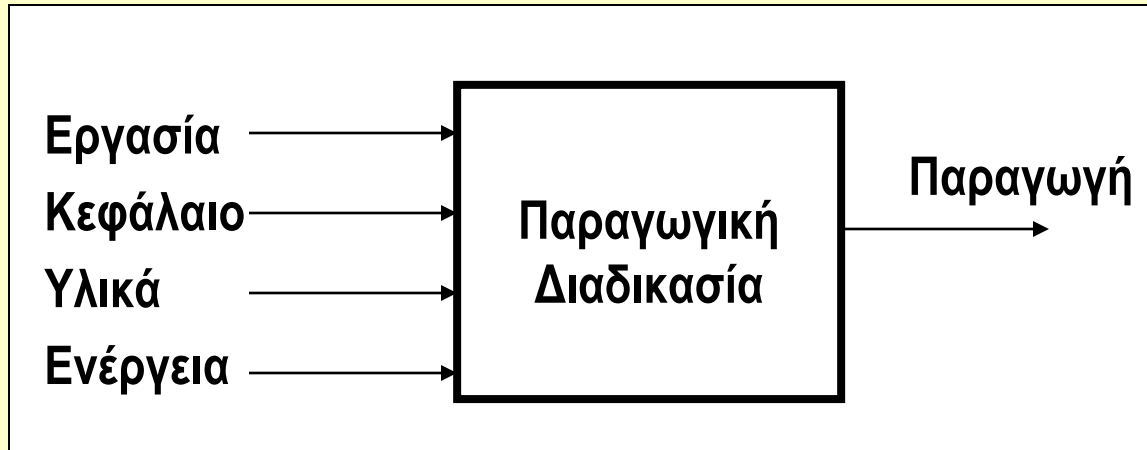 Εργασία
Κεφάλαιο
Υλικά
Ενέργεια
Παραγωγική
Διαδικασία
Παραγωγή